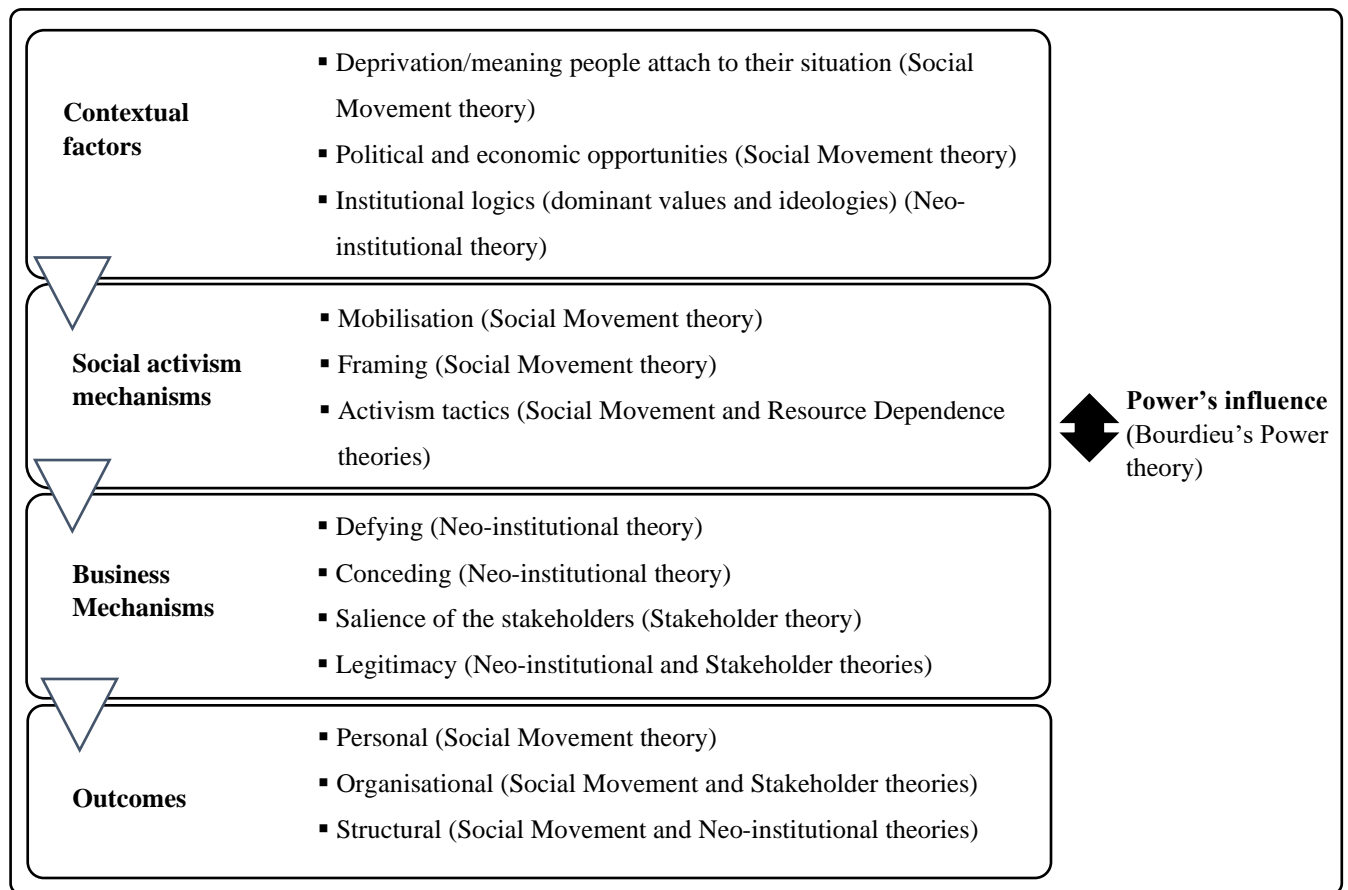 Contextual
factors
▪ Deprivation/meaning people attach to their situation (Social
Movement theory)
▪ Political and economic opportunities (Social Movement theory)
▪ Institutional logics (dominant values and ideologies) (Neo-
institutional theory)
Social activism
mechanisms
▪ Mobilisation (Social Movement theory)
▪ Framing (Social Movement theory)
▪ Activism tactics (Social Movement and Resource Dependence
theories)
Power’s influence
(Bourdieu’s Power
theory)
Business
Mechanisms
▪ Defying (Neo-institutional theory)
▪ Conceding (Neo-institutional theory)
▪ Salience of the stakeholders (Stakeholder theory)
▪ Legitimacy (Neo-institutional and Stakeholder theories)
Outcomes
▪ Personal (Social Movement theory)
▪ Organisational (Social Movement and Stakeholder theories)
▪ Structural (Social Movement and Neo-institutional theories)